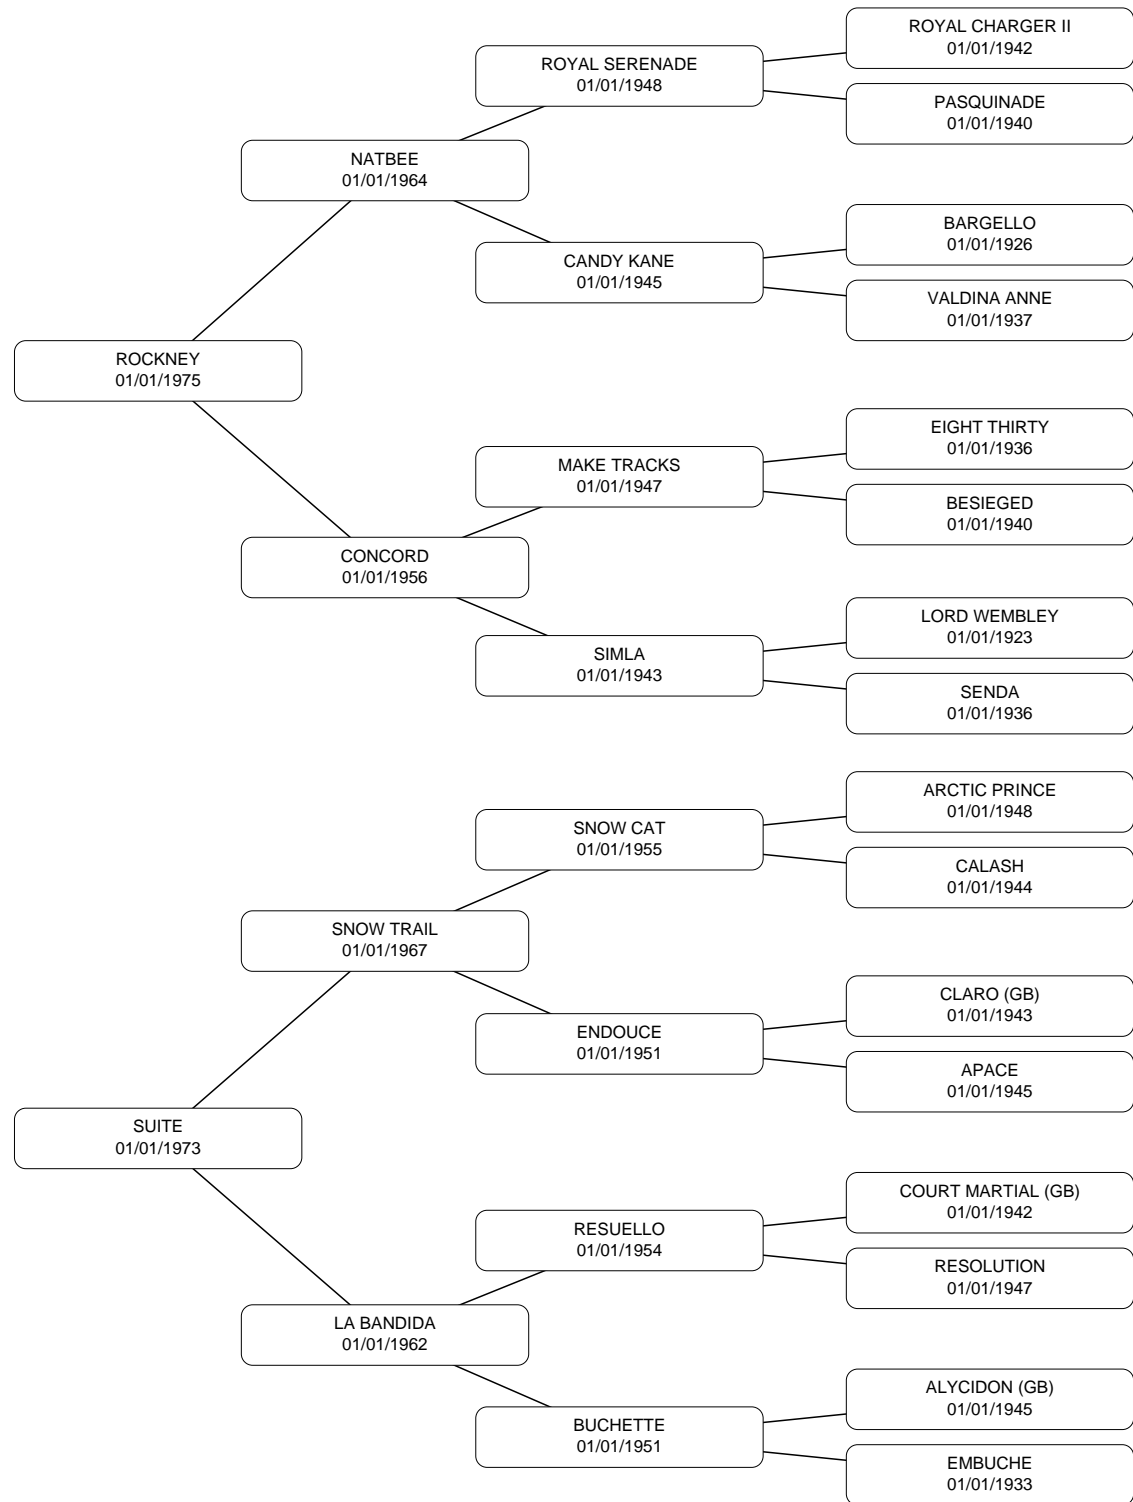 ROYAL CHARGER II
01/01/1942
ROYAL SERENADE
01/01/1948
PASQUINADE
01/01/1940
NATBEE
01/01/1964
BARGELLO
01/01/1926
CANDY KANE
01/01/1945
VALDINA ANNE
01/01/1937
ROCKNEY
01/01/1975
EIGHT THIRTY
01/01/1936
MAKE TRACKS
01/01/1947
BESIEGED
01/01/1940
CONCORD
01/01/1956
LORD WEMBLEY
01/01/1923
SIMLA
01/01/1943
SENDA
01/01/1936
ARCTIC PRINCE
01/01/1948
SNOW CAT
01/01/1955
CALASH
01/01/1944
SNOW TRAIL
01/01/1967
CLARO (GB)
01/01/1943
ENDOUCE
01/01/1951
APACE
01/01/1945
SUITE
01/01/1973
COURT MARTIAL (GB)
01/01/1942
RESUELLO
01/01/1954
RESOLUTION
01/01/1947
LA BANDIDA
01/01/1962
ALYCIDON (GB)
01/01/1945
BUCHETTE
01/01/1951
EMBUCHE
01/01/1933